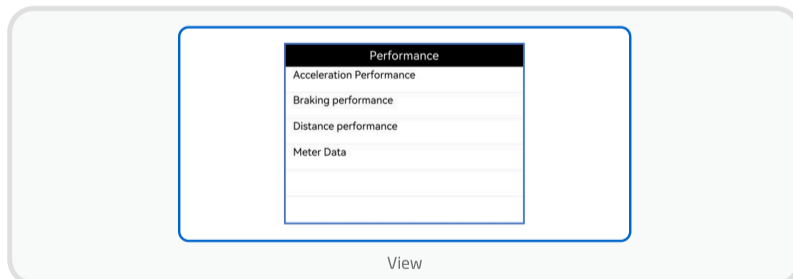 Performance
Acceleration Performance
Braking performance
Distance performance
Meter Data
View